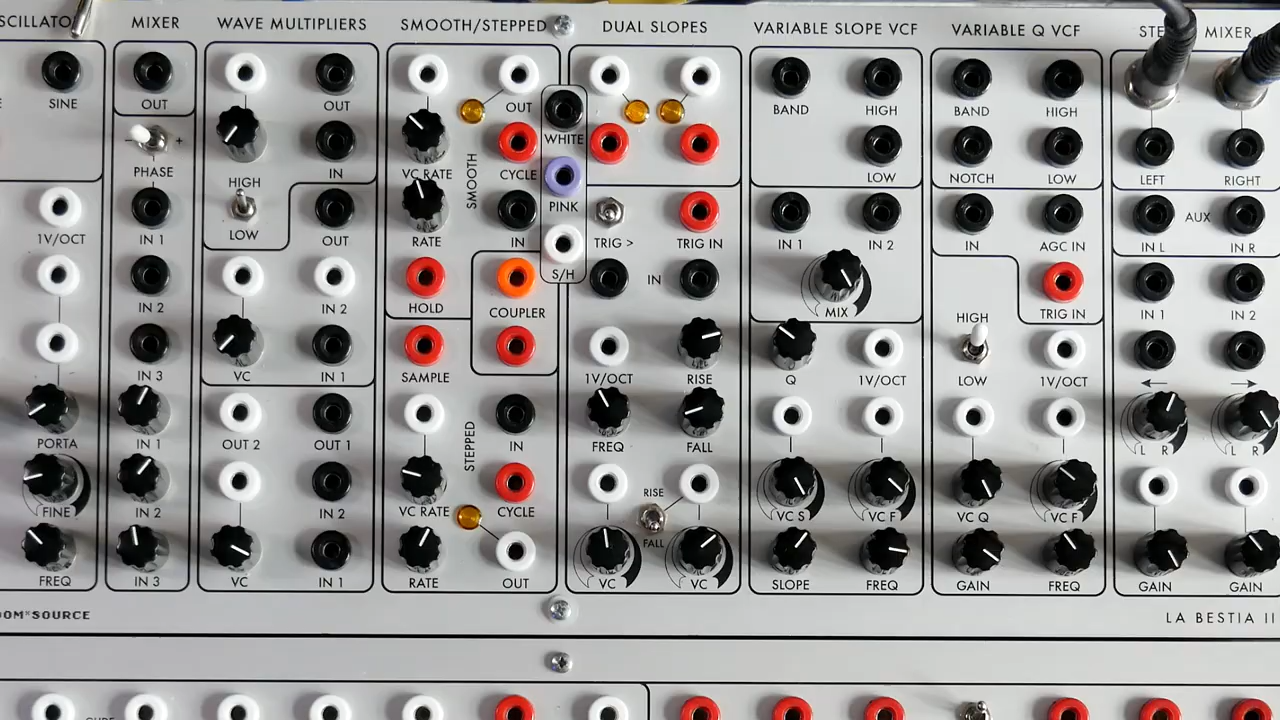 MIXER
WAVE MULTIPLIERS
SMOOTH/STEPPED
DUAL SLOPES
VARIABLE SLOPE VCF
VARIABLE Q VCF
MIXER
SINE
1V/OCT
PORTA
FINE
FREQ
OUT
+
PHASE
IN 1
IN 2
IN 3
IN 1
IN 2
IN 3
OUT
IN
HIGH
LOW
OUT
IN 2
VC
IN 1
OUT 2
OUT 1
IN 2
VC
IN 1
OUT
CYCLE
VC RATE
SMOOTH
RATE
IN
HOLD
COUPLER
SAMPLE
STEPPED
IN
VC RATE
CYCLE
RATE
OUT
WHITE
PINK
S/H
TRIG >
TRIG IN
IN
1V/OCT
RISE
FREQ
FALL
RISE
FALL
VC
VC
BAND
HIGH
LOW
IN 1
IN 2
MIX
Q
1V/OCT
VC S
VC F
SLOPE
FREQ
BAND
HIGH
NOTCH
LOW
IN
AGC IN
TRIG IN
HIGH
LOW
1V/OCT
VC Q
VC F
GAIN
FREQ
LEFT
RIGHT
AUX
IN L
IN R
IN 1
IN 2
L R
L R
GAIN
GAIN
LA BESTIA II